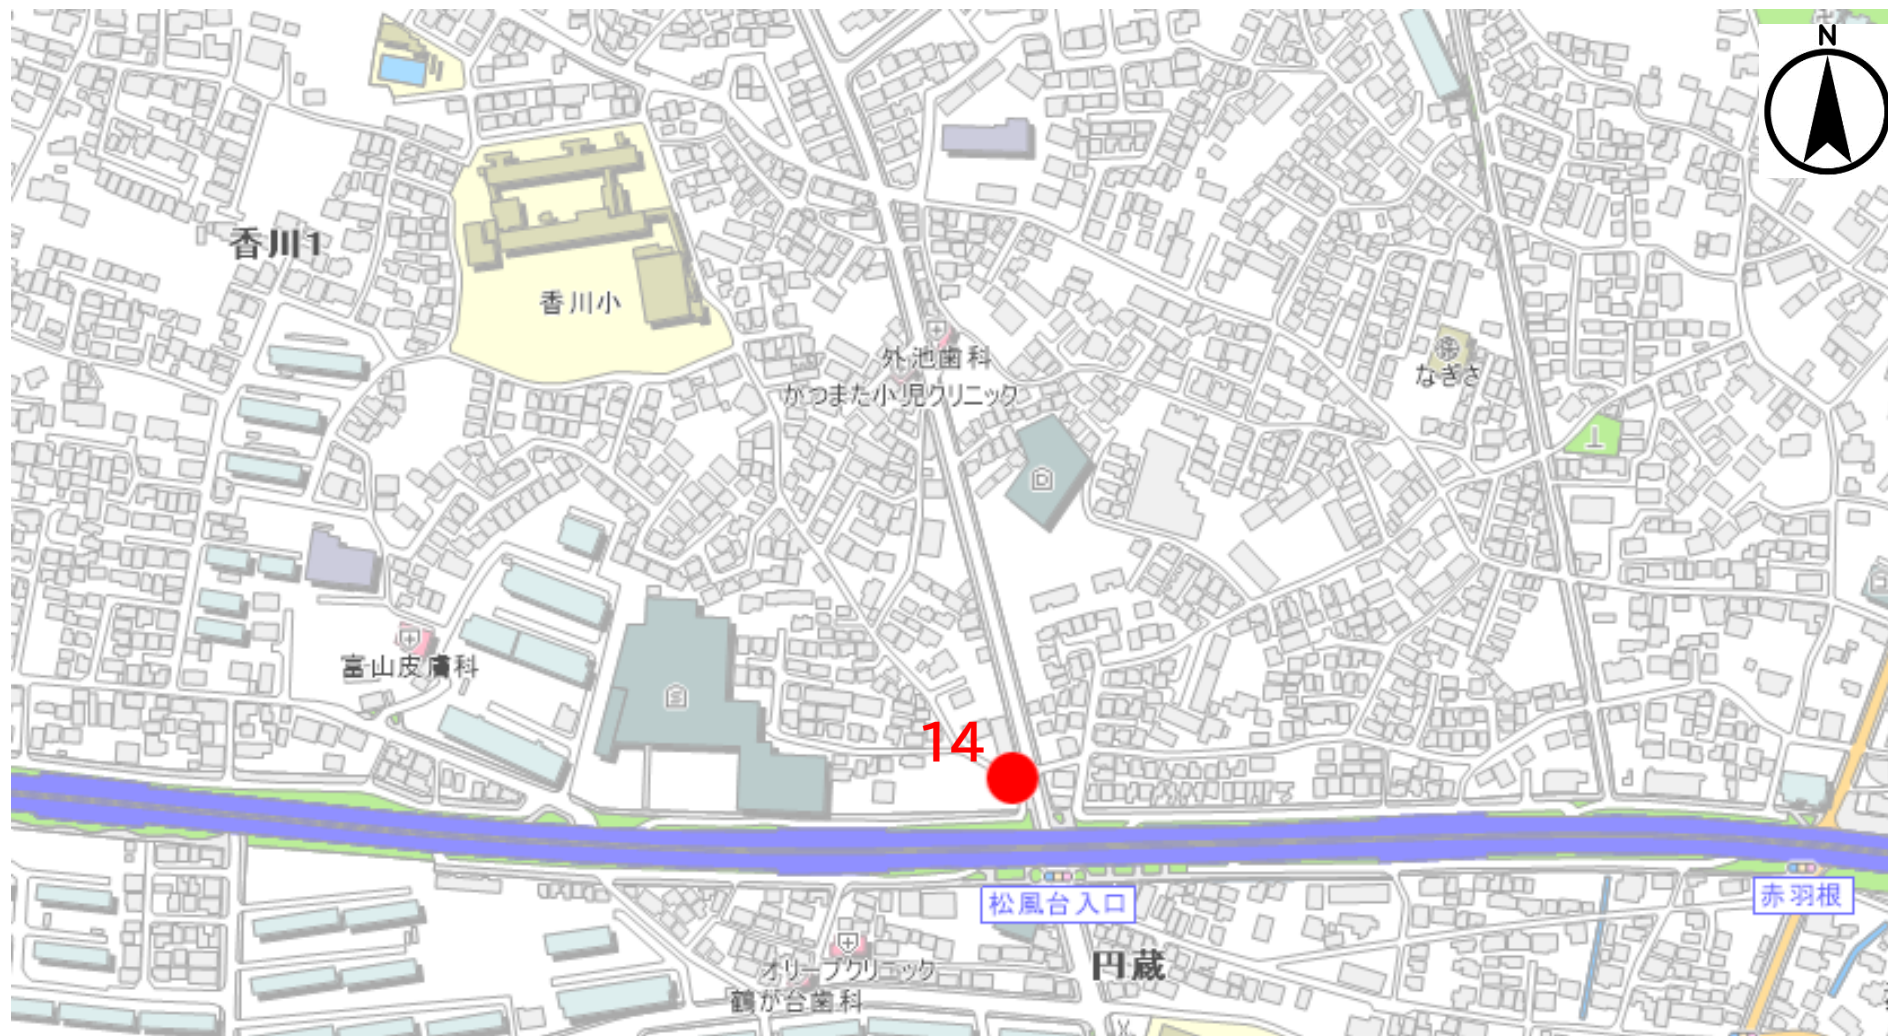 N
香川1
香川小
外池歯科
かつまた小児クリニック
なぎさ
富山皮膚科
14
松風台入口
赤羽根
円蔵
オリーブクリニック
鶴が台歯科